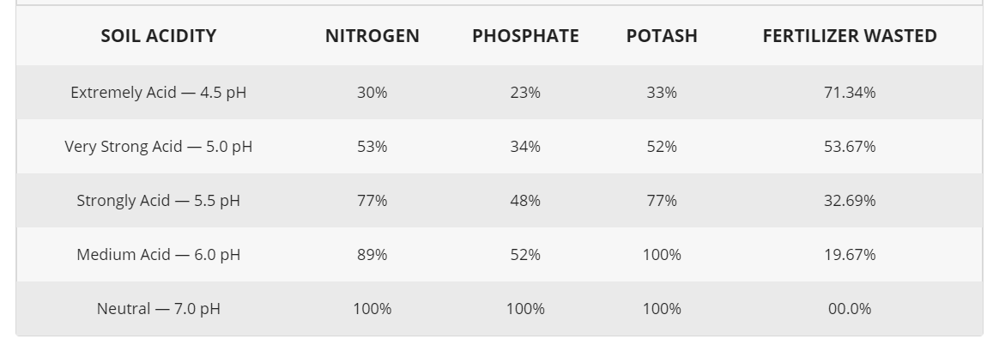 SOIL ACIDITY NITROGEN PHOSPHATE POTASH FERTILIZER WASTED
Extremely Acid — 4.5 pH 30% 23% 33% 71.34%
Very Strong Acid — 5.0 pH 53% 34% 52% 53.67%
Strongly Acid — 5.5 pH 77% 48% 77% 32.69%
Medium Acid — 6.0 pH 89% 52% 100% 19.67%
Neutral — 7.0 pH 100% 100% 100% 00.0%